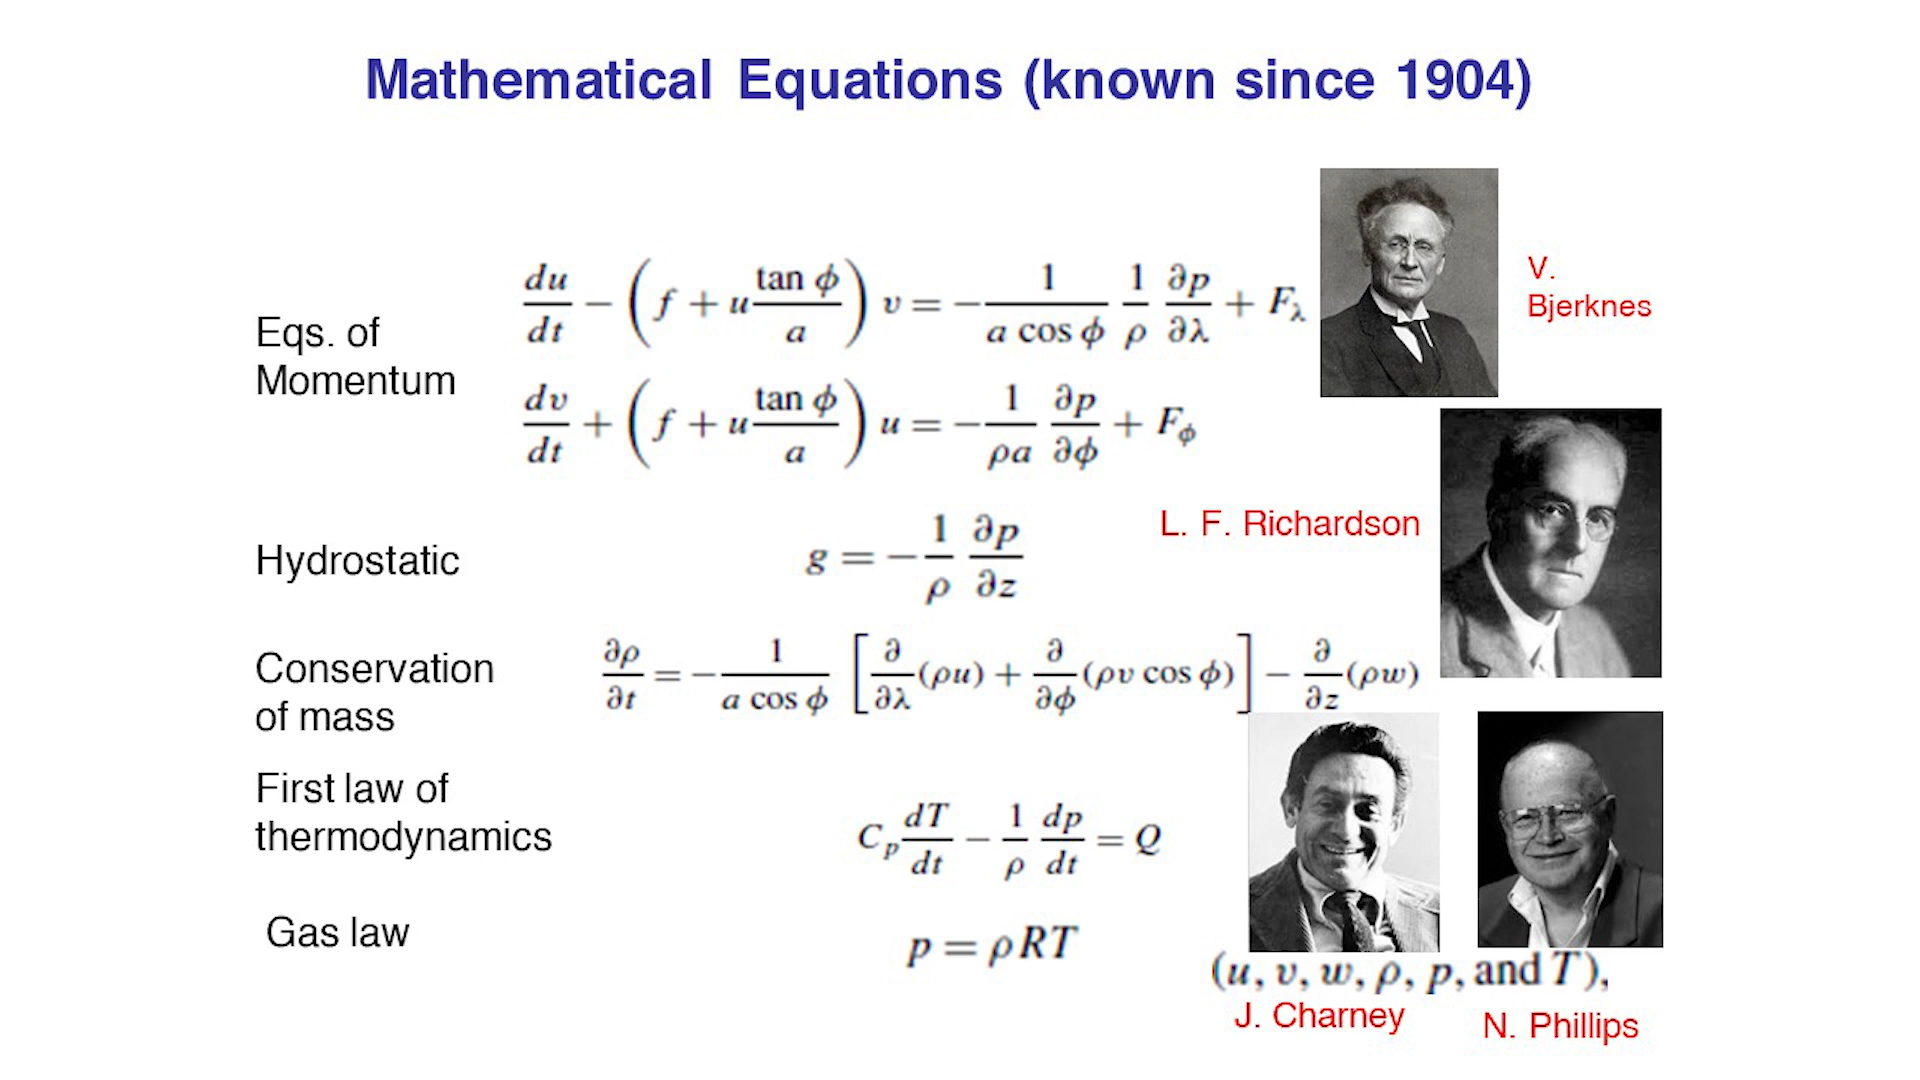 Mathematical Equations (known since 1904)
Eqs. of
Momentum
du/dt − (f + u tan ϕ/a) v = − 1/(a cos ϕ) 1/ρ ∂p/∂λ + F_λ
dv/dt + (f + u tan ϕ/a) u = − 1/(ρa) ∂p/∂ϕ + F_ϕ
V.
Bjerknes
L. F. Richardson
Hydrostatic
g = − 1/ρ ∂p/∂z
Conservation
of mass
∂ρ/∂t = − 1/(a cos ϕ) [∂/∂λ (ρu) + ∂/∂ϕ (ρv cos ϕ)] − ∂/∂z (ρw)
First law of
thermodynamics
C_p dT/dt − 1/ρ dp/dt = Q
Gas law
p = ρRT
(u, v, w, ρ, p, and T),
J. Charney
N. Phillips